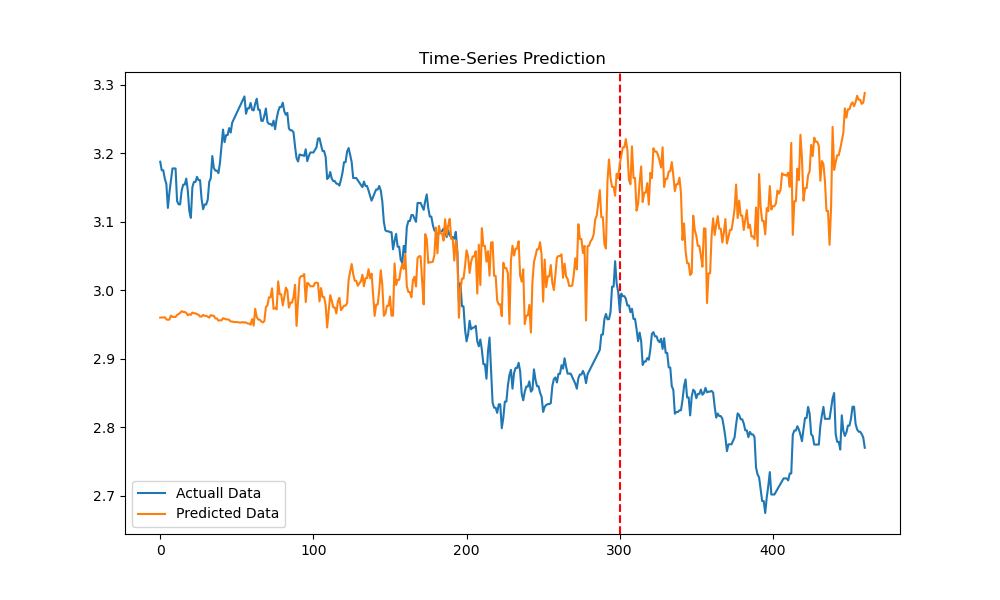 Time-Series Prediction
3.3
3.2
3.1
3.0
2.9
2.8
2.7
Actuall Data
Predicted Data
0 100 200 300 400